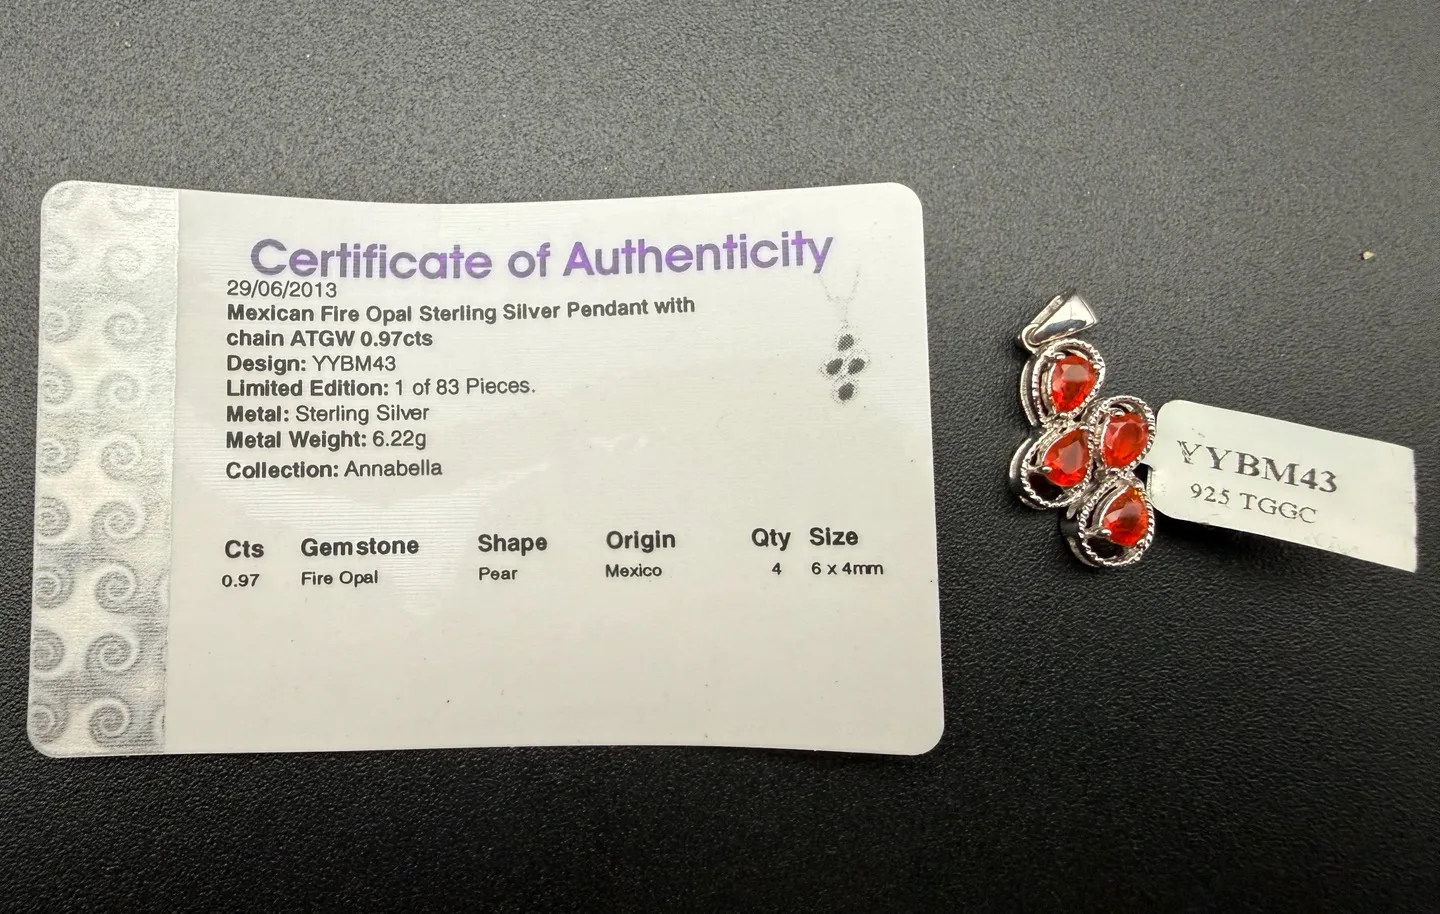 Certificate of Authenticity
29/06/2013
Mexican Fire Opal Sterling Silver Pendant with
chain ATGW 0.97cts
Design: YYBM43
Limited Edition: 1 of 83 Pieces.
Metal: Sterling Silver
Metal Weight: 6.22g
Collection: Annabella
Cts Gemstone Shape Origin Qty Size
0.97 Fire Opal Pear Mexico 4 6 x 4mm
YYBM43
925 TGGC